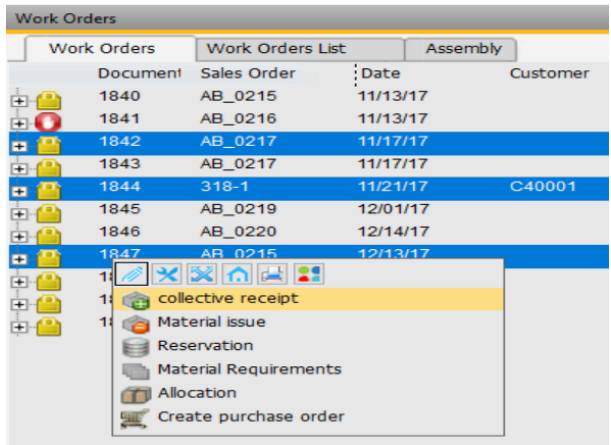 Work Orders
Work Orders Work Orders List Assembly
Document Sales Order Date Customer
1840 AB_0215 11/13/17
1841 AB_0216 11/13/17
1842 AB_0217 11/17/17
1843 AB_0217 11/17/17
1844 318-1 11/21/17 C40001
1845 AB_0219 12/01/17
1846 AB_0220 12/14/17
1847 AB_0215 12/13/17
collective receipt
Material issue
Reservation
Material Requirements
Allocation
Create purchase order